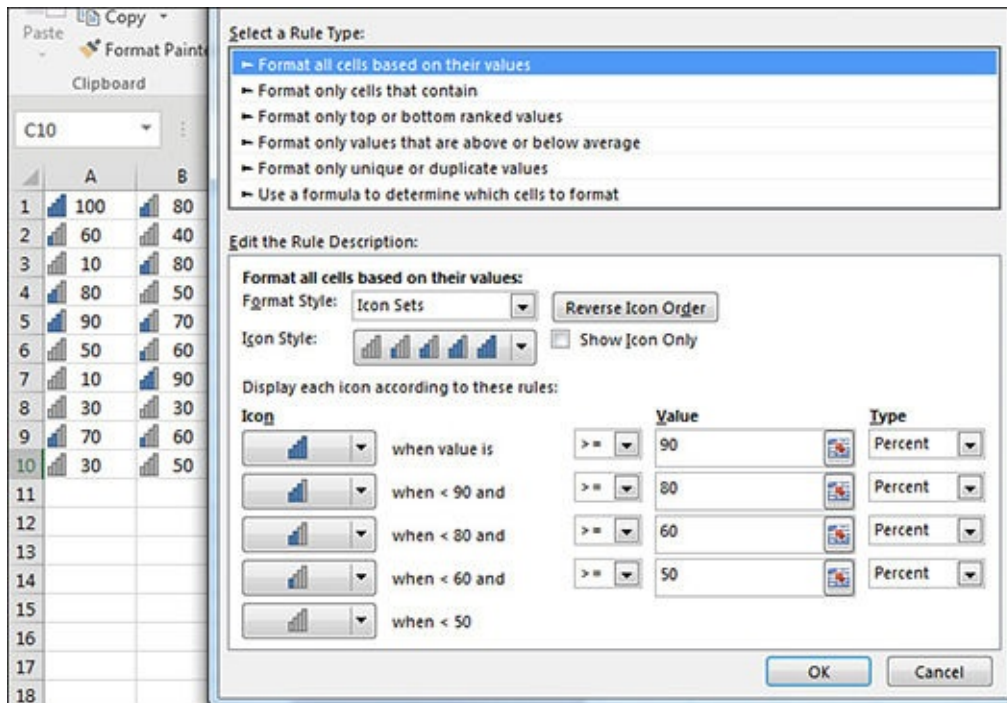 Copy
Paste
Format Painte
Clipboard
C10
A B
1 100 80
2 60 40
3 10 80
4 80 50
5 90 70
6 50 60
7 10 90
8 30 30
9 70 60
10 30 50
11
12
13
14
15
16
17
18
Select a Rule Type:
► Format all cells based on their values
► Format only cells that contain
► Format only top or bottom ranked values
► Format only values that are above or below average
► Format only unique or duplicate values
► Use a formula to determine which cells to format
Edit the Rule Description:
Format all cells based on their values:
Format Style: Icon Sets Reverse Icon Order
Icon Style: Show Icon Only
Display each icon according to these rules:
Icon Value Type
when value is >= 90 Percent
when < 90 and >= 80 Percent
when < 80 and >= 60 Percent
when < 60 and >= 50 Percent
when < 50
OK Cancel